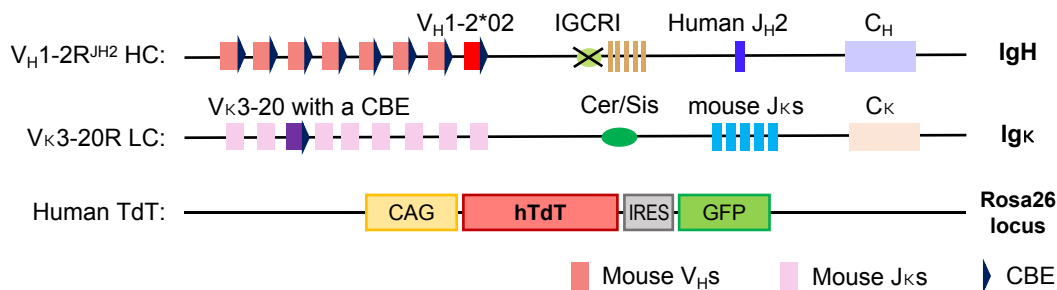 VH1-2*02 IGCRI Human JH2 CH
VH1-2RJH2 HC: IgH
Vκ3-20 with a CBE Cer/Sis mouse Jκs Cκ
Vκ3-20R LC: Igκ
Human TdT: CAG hTdT IRES GFP Rosa26
locus
Mouse VHs Mouse Jκs CBE